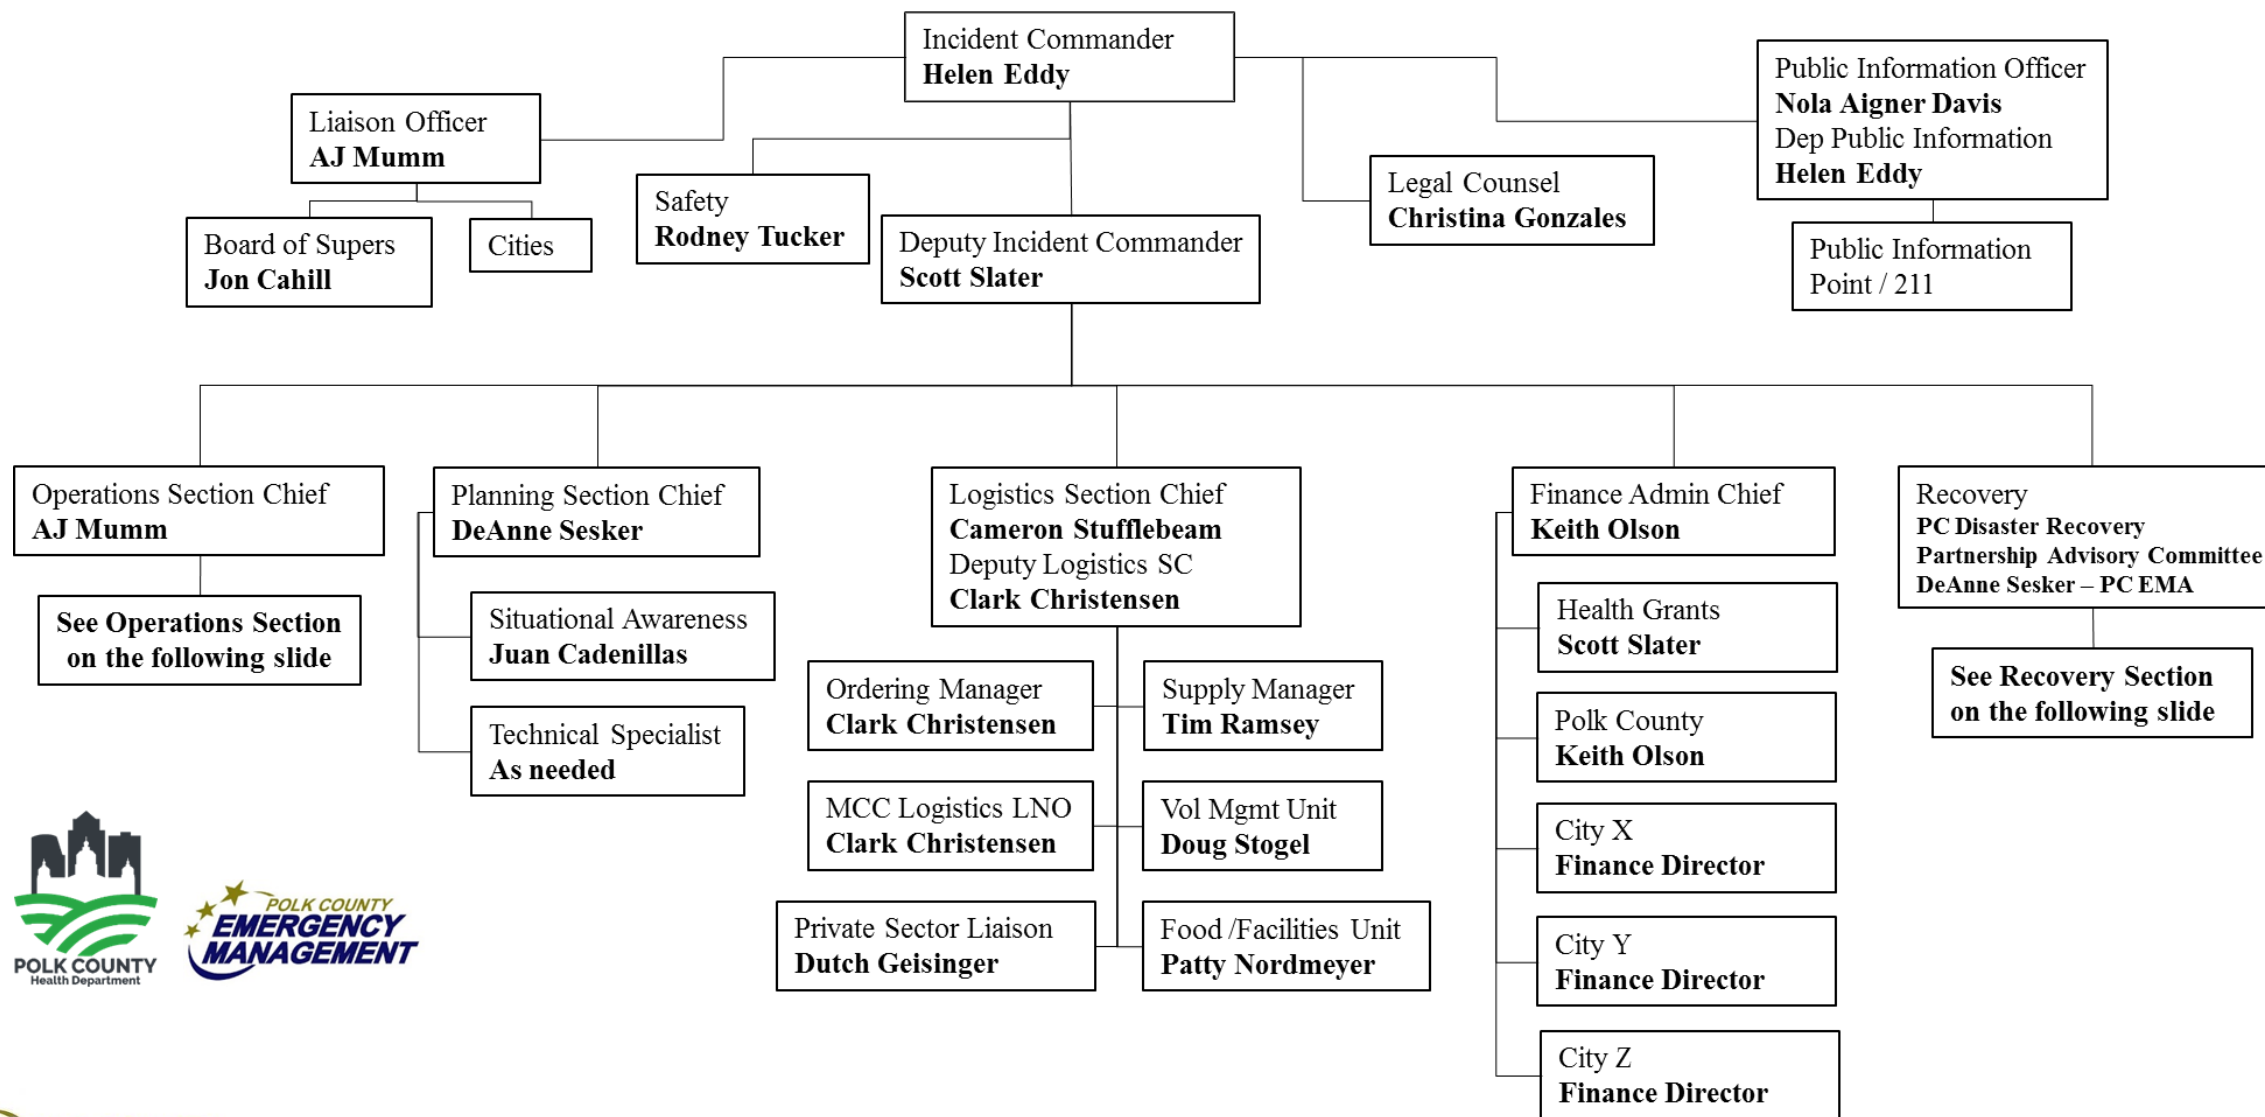 Incident Commander
Helen Eddy
Public Information Officer
Nola Aigner Davis
Dep Public Information
Helen Eddy
Liaison Officer
AJ Mumm
Safety
Rodney Tucker
Legal Counsel
Christina Gonzales
Board of Supers
Jon Cahill
Cities
Deputy Incident Commander
Scott Slater
Public Information
Point / 211
Operations Section Chief
AJ Mumm
See Operations Section
on the following slide
Planning Section Chief
DeAnne Sesker
Situational Awareness
Juan Cadenillas
Technical Specialist
As needed
Logistics Section Chief
Cameron Stufflebeam
Deputy Logistics SC
Clark Christensen
Ordering Manager
Clark Christensen
Supply Manager
Tim Ramsey
MCC Logistics LNO
Clark Christensen
Vol Mgmt Unit
Doug Stogel
Private Sector Liaison
Dutch Geisinger
Food /Facilities Unit
Patty Nordmeyer
Finance Admin Chief
Keith Olson
Health Grants
Scott Slater
Polk County
Keith Olson
City X
Finance Director
City Y
Finance Director
City Z
Finance Director
Recovery
PC Disaster Recovery
Partnership Advisory Committee
DeAnne Sesker – PC EMA
See Recovery Section
on the following slide
POLK COUNTY
Health Department
POLK COUNTY
EMERGENCY
MANAGEMENT